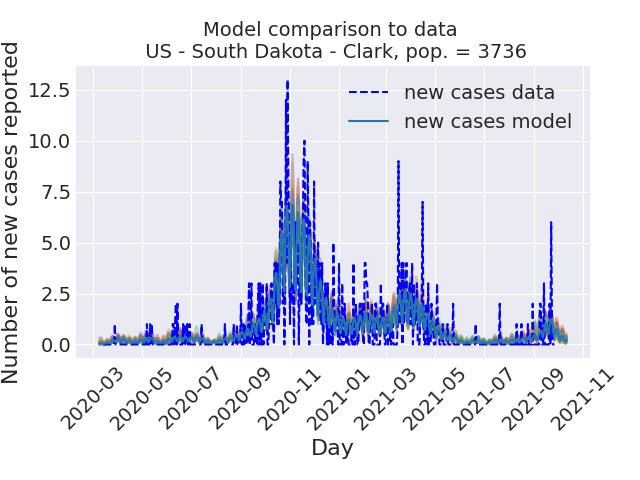 Model comparison to data
US - South Dakota - Clark, pop. = 3736
Number of new cases reported
12.5
10.0
7.5
5.0
2.5
0.0
new cases data
new cases model
2020-03
2020-05
2020-07
2020-09
2020-11
2021-01
2021-03
2021-05
2021-07
2021-09
2021-11
Day